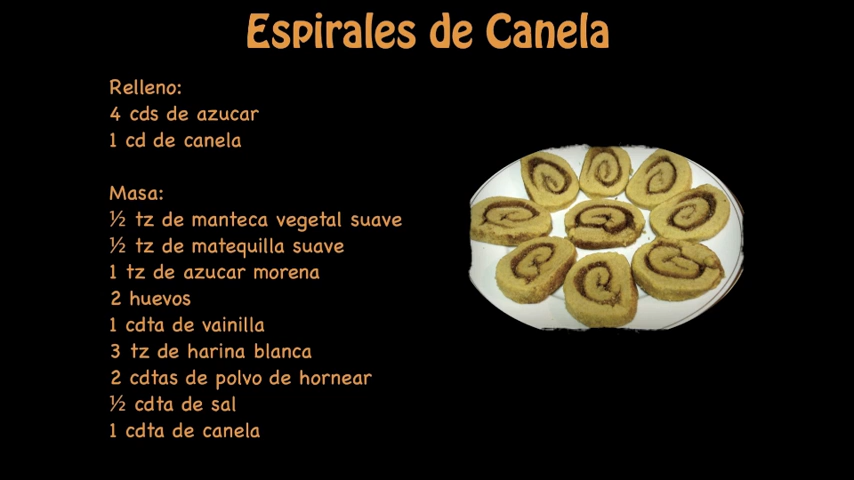 Espirales de Canela
Relleno:
4 cds de azucar
1 cd de canela
Masa:
½ tz de manteca vegetal suave
½ tz de matequilla suave
1 tz de azucar morena
2 huevos
1 cdta de vainilla
3 tz de harina blanca
2 cdtas de polvo de hornear
½ cdta de sal
1 cdta de canela